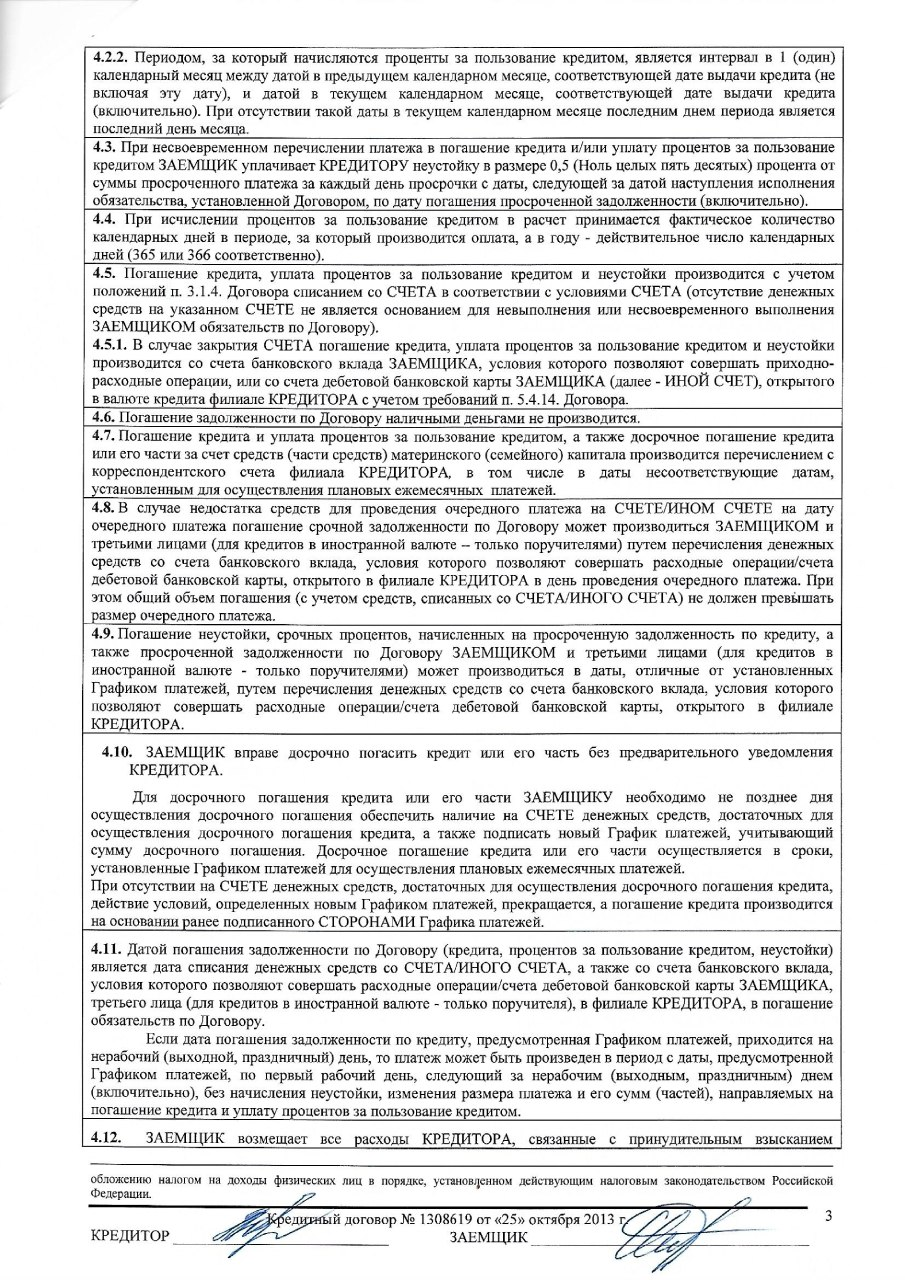 4.2.2. Периодом, за который начисляются проценты за пользование кредитом, является интервал в 1 (один)
календарный месяц между датой в предыдущем календарном месяце, соответствующей дате выдачи кредита (не
включая эту дату), и датой в текущем календарном месяце, соответствующей дате выдачи кредита
(включительно). При отсутствии такой даты в текущем календарном месяце последним днем периода является
последний день месяца.
4.3. При несвоевременном перечислении платежа в погашение кредита и/или уплату процентов за пользование
кредитом ЗАЕМЩИК уплачивает КРЕДИТОРУ неустойку в размере 0,5 (Ноль целых пять десятых) процента от
суммы просроченного платежа за каждый день просрочки с даты, следующей за датой наступления исполнения
обязательства, установленной Договором, по дату погашения просроченной задолженности (включительно).
4.4. При исчислении процентов за пользование кредитом в расчет принимается фактическое количество
календарных дней в периоде, за который производится оплата, а в году - действительное число календарных
дней (365 или 366 соответственно).
4.5. Погашение кредита, уплата процентов за пользование кредитом и неустойки производится с учетом
положений п. 3.1.4. Договора списанием со СЧЕТА в соответствии с условиями СЧЕТА (отсутствие денежных
средств на указанном СЧЕТЕ не является основанием для невыполнения или несвоевременного выполнения
ЗАЕМЩИКОМ обязательств по Договору).
4.5.1. В случае закрытия СЧЕТА погашение кредита, уплата процентов за пользование кредитом и неустойки
производится со счета банковского вклада ЗАЕМЩИКА, условия которого позволяют совершать приходно-
расходные операции, или со счета дебетовой банковской карты ЗАЕМЩИКА (далее - ИНОЙ СЧЕТ), открытого
в валюте кредита филиале КРЕДИТОРА с учетом требований п. 5.4.14. Договора.
4.6. Погашение задолженности по Договору наличными деньгами не производится.
4.7. Погашение кредита и уплата процентов за пользование кредитом, а также досрочное погашение кредита
или его части за счет средств (части средств) материнского (семейного) капитала производится перечислением с
корреспондентского счета филиала КРЕДИТОРА, в том числе в даты несоответствующие датам,
установленным для осуществления плановых ежемесячных платежей.
4.8. В случае недостатка средств для проведения очередного платежа на СЧЕТЕ/ИНОМ СЧЕТЕ на дату
очередного платежа погашение срочной задолженности по Договору может производиться ЗАЕМЩИКОМ и
третьими лицами (для кредитов в иностранной валюте – только поручителями) путем перечисления денежных
средств со счета банковского вклада, условия которого позволяют совершать расходные операции/счета
дебетовой банковской карты, открытого в филиале КРЕДИТОРА в день проведения очередного платежа. При
этом общий объем погашения (с учетом средств, списанных со СЧЕТА/ИНОГО СЧЕТА) не должен превышать
размер очередного платежа.
4.9. Погашение неустойки, срочных процентов, начисленных на просроченную задолженность по кредиту, а
также просроченной задолженности по Договору ЗАЕМЩИКОМ и третьими лицами (для кредитов в
иностранной валюте - только поручителями) может производиться в даты, отличные от установленных
Графиком платежей, путем перечисления денежных средств со счета банковского вклада, условия которого
позволяют совершать расходные операции/счета дебетовой банковской карты, открытого в филиале
КРЕДИТОРА.
4.10. ЗАЕМЩИК вправе досрочно погасить кредит или его часть без предварительного уведомления
КРЕДИТОРА.
Для досрочного погашения кредита или его части ЗАЕМЩИКУ необходимо не позднее дня
осуществления досрочного погашения обеспечить наличие на СЧЕТЕ денежных средств, достаточных для
осуществления досрочного погашения кредита, а также подписать новый График платежей, учитывающий
сумму досрочного погашения. Досрочное погашение кредита или его части осуществляется в сроки,
установленные Графиком платежей для осуществления плановых ежемесячных платежей.
При отсутствии на СЧЕТЕ денежных средств, достаточных для осуществления досрочного погашения кредита,
действие условий, определенных новым Графиком платежей, прекращается, а погашение кредита производится
на основании ранее подписанного СТОРОНАМИ Графика платежей.
4.11. Датой погашения задолженности по Договору (кредита, процентов за пользование кредитом, неустойки)
является дата списания денежных средств со СЧЕТА/ИНОГО СЧЕТА, а также со счета банковского вклада,
условия которого позволяют совершать расходные операции/счета дебетовой банковской карты ЗАЕМЩИКА,
третьего лица (для кредитов в иностранной валюте - только поручителя), в филиале КРЕДИТОРА, в погашение
обязательств по Договору.
Если дата погашения задолженности по кредиту, предусмотренная Графиком платежей, приходится на
нерабочий (выходной, праздничный) день, то платеж может быть произведен в период с даты, предусмотренной
Графиком платежей, по первый рабочий день, следующий за нерабочим (выходным, праздничным) днем
(включительно), без начисления неустойки, изменения размера платежа и его сумм (частей), направляемых на
погашение кредита и уплату процентов за пользование кредитом.
4.12. ЗАЕМЩИК возмещает все расходы КРЕДИТОРА, связанные с принудительным взысканием
обложению налогом на доходы физических лиц в порядке, установленном действующим налоговым законодательством Российской
Федерации.
Кредитный договор № 1308619 от «25» октября 2013 г.
3
КРЕДИТОР ЗАЕМЩИК